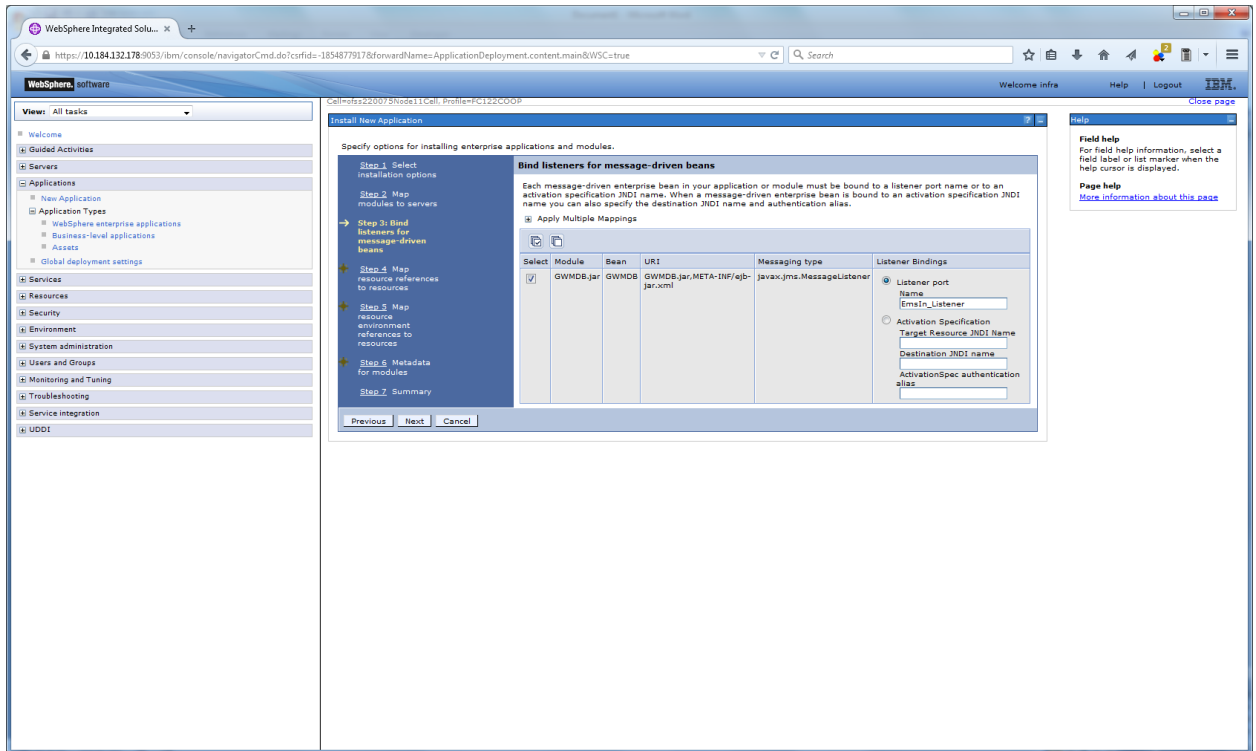 WebSphere Integrated Solu... × +
https://10.184.132.178:9053/ibm/console/navigatorCmd.do?csrfid=-1854877917&forwardName=ApplicationDeployment.content.main&WSC=true
Search
2
WebSphere. software
Welcome infra
Help | Logout
IBM.
View: All tasks
Welcome
Guided Activities
Servers
Applications
New Application
Application Types
WebSphere enterprise applications
Business-level applications
Assets
Global deployment settings
Services
Resources
Security
Environment
System administration
Users and Groups
Monitoring and Tuning
Troubleshooting
Service integration
UDDI
Cell=ofss220075Node11Cell, Profile=FC122COOP
Close page
Install New Application
Specify options for installing enterprise applications and modules.
Step 1 Select
installation options
Step 2 Map
modules to servers
Step 3: Bind
listeners for
message-driven
beans
Step 4 Map
resource references
to resources
Step 5 Map
resource
environment
references to
resources
Step 6 Metadata
for modules
Step 7 Summary
Bind listeners for message-driven beans
Each message-driven enterprise bean in your application or module must be bound to a listener port name or to an
activation specification JNDI name. When a message-driven enterprise bean is bound to an activation specification JNDI
name you can also specify the destination JNDI name and authentication alias.
Apply Multiple Mappings
Select Module Bean URI Messaging type Listener Bindings
GWMDB.jar GWMDB GWMDB.jar,META-INF/ejb-
jar.xml
javax.jms.MessageListener
Listener port
Name
EmsIn_Listener
Activation Specification
Target Resource JNDI Name
Destination JNDI name
ActivationSpec authentication
alias
Previous Next Cancel
Help
Field help
For field help information, select a
field label or list marker when the
help cursor is displayed.
Page help
More information about this page